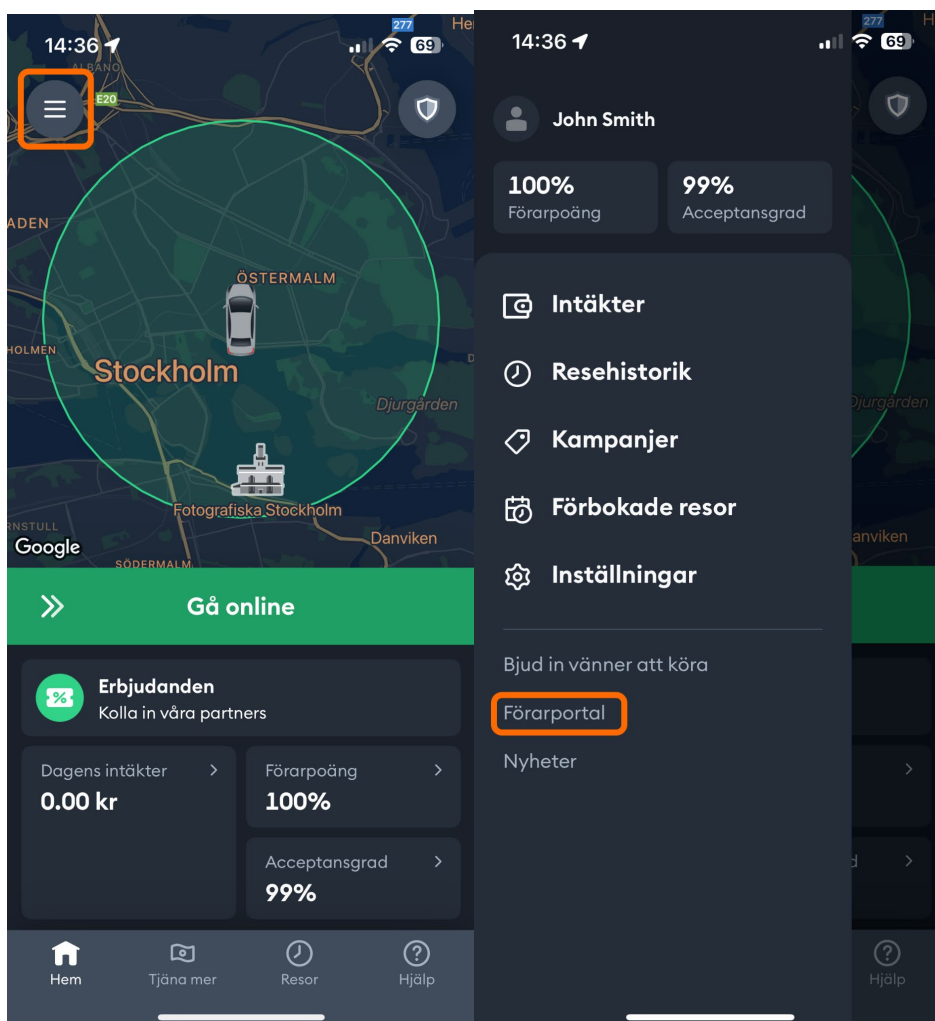 14:36
277
He
69
ALBANO
E20
ADEN
ÖSTERMALM
HOLMEN
Stockholm
D
Djurgården
Fotografiska Stockholm
RNSTULL
Danviken
Google
SÖDERMALM
Gå online
%
Erbjudanden
Kolla in våra partners
Dagens intäkter
0.00 kr
Förarpoäng
100%
Acceptansgrad
99%
Hem
Tjäna mer
Resor
Hjälp
14:36
277
H
69
John Smith
100%
Förarpoäng
99%
Acceptansgrad
Intäkter
Resehistorik
Djurgården
Kampanjer
Förbokade resor
anviken
Inställningar
Bjud in vänner att köra
Förarportal
Nyheter
d
Hjälp